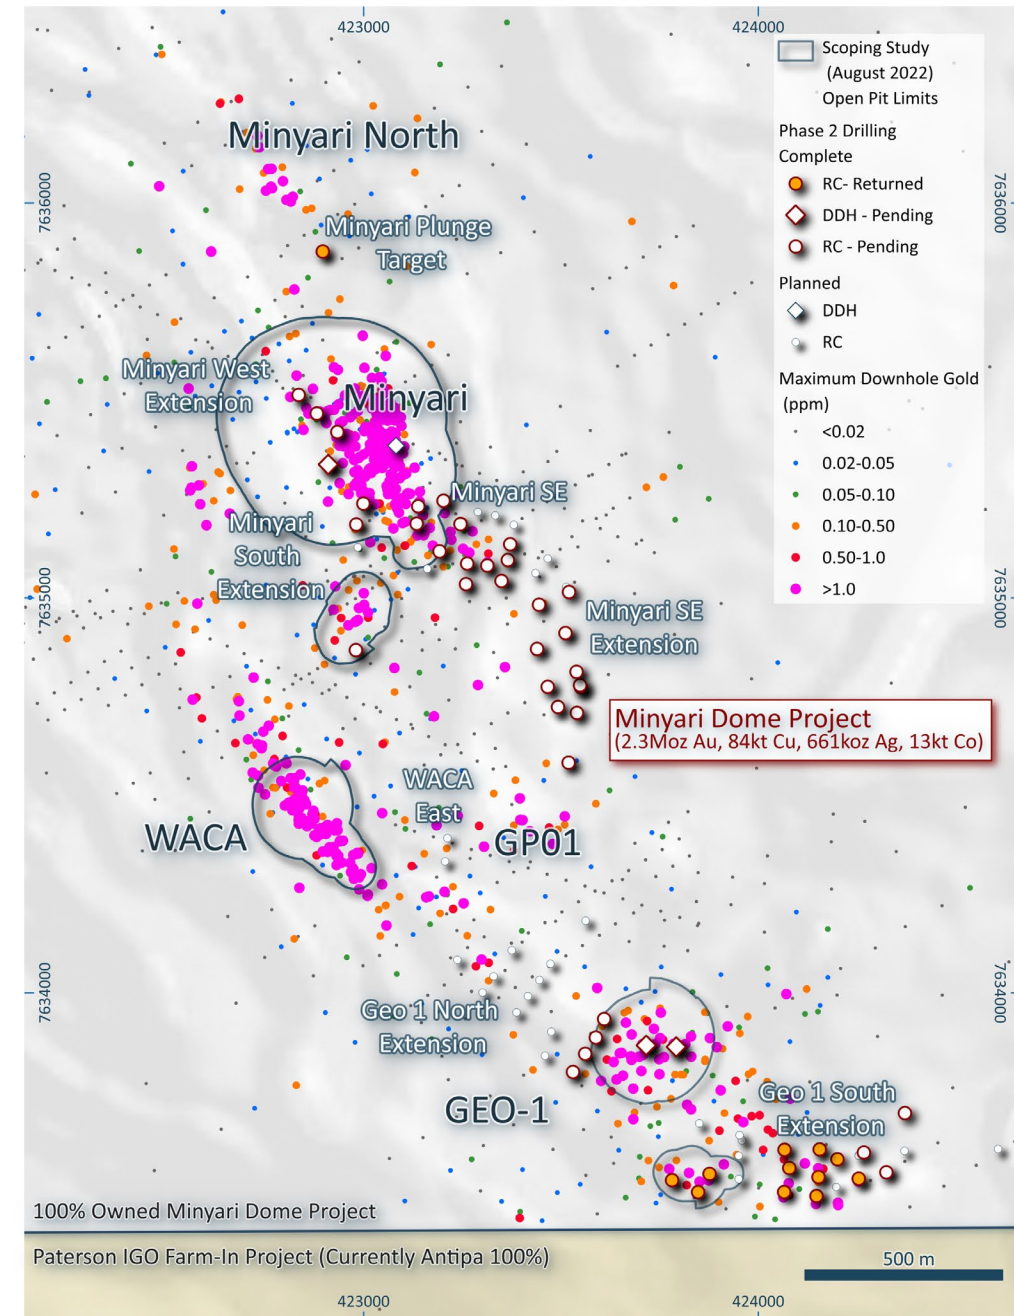 423000
424000
Scoping Study
(August 2022)
Open Pit Limits
Phase 2 Drilling
Complete
RC- Returned
DDH - Pending
RC - Pending
Planned
DDH
RC
Maximum Downhole Gold
(ppm)
<0.02
0.02-0.05
0.05-0.10
0.10-0.50
0.50-1.0
>1.0
Minyari North
7636000
7636000
Minyari Plunge
Target
Minyari West
Extension
Minyari
Minyari SE
Minyari
South
Extension
7635000
7635000
Minyari SE
Extension
Minyari Dome Project
(2.3Moz Au, 84kt Cu, 661koz Ag, 13kt Co)
WACA
East
WACA
GP01
7634000
7634000
Geo 1 North
Extension
GEO-1
Geo 1 South
Extension
100% Owned Minyari Dome Project
Paterson IGO Farm-In Project (Currently Antipa 100%)
500 m
423000
424000